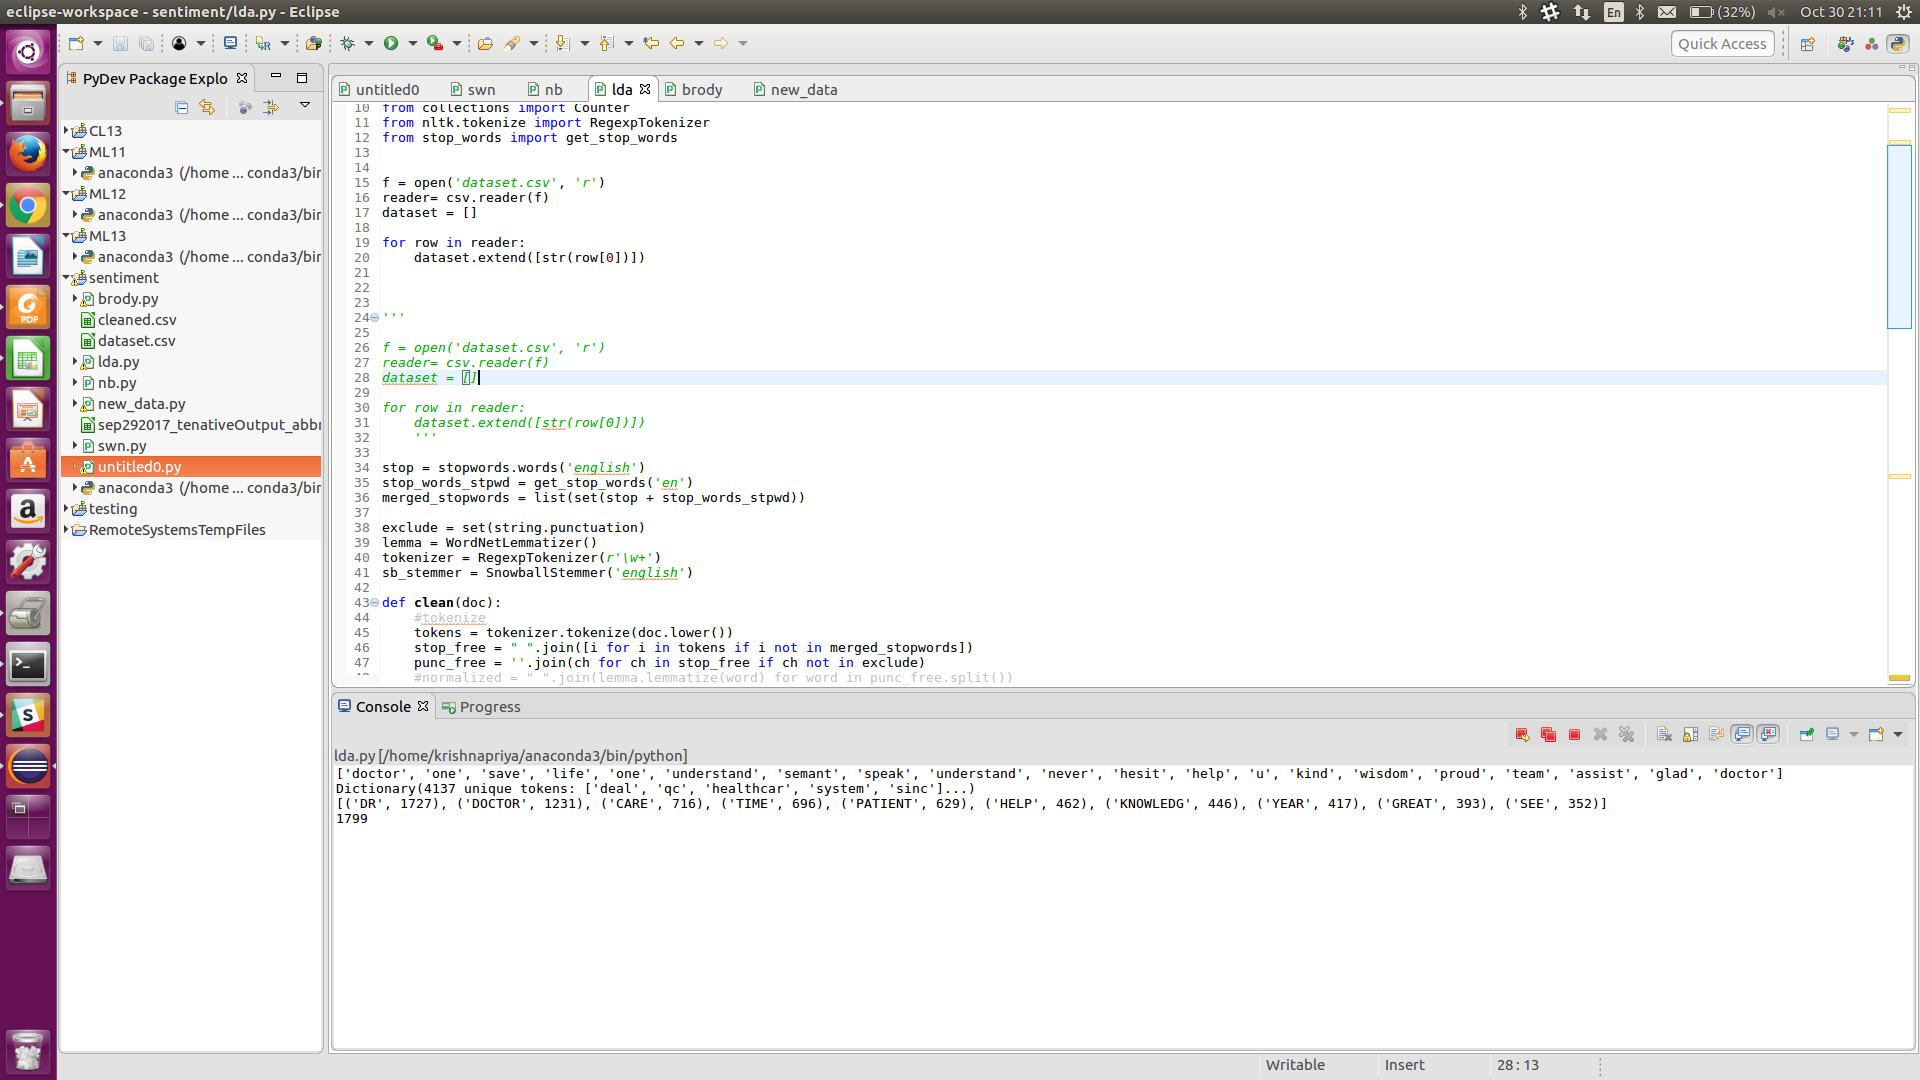 eclipse-workspace - sentiment/lda.py - Eclipse
En
(32%)
Oct 30 21:11
Quick Access
PyDev Package Explo
CL13
ML11
anaconda3 (/home ... conda3/bir
ML12
anaconda3 (/home ... conda3/bir
ML13
anaconda3 (/home ... conda3/bir
sentiment
brody.py
cleaned.csv
dataset.csv
lda.py
nb.py
new_data.py
sep292017_tenativeOutput_abbr
swn.py
untitled0.py
anaconda3 (/home ... conda3/bir
testing
RemoteSystemsTempFiles
PDF
untitled0
swn
nb
lda
brody
new_data
10 from collections import Counter
11 from nltk.tokenize import RegexpTokenizer
12 from stop_words import get_stop_words
13
14
15 f = open('dataset.csv', 'r')
16 reader= csv.reader(f)
17 dataset = []
18
19 for row in reader:
20     dataset.extend([str(row[0])])
21
22
23
24 '''
25
26 f = open('dataset.csv', 'r')
27 reader= csv.reader(f)
28 dataset = []
29
30 for row in reader:
31     dataset.extend([str(row[0])])
32     '''
33
34 stop = stopwords.words('english')
35 stop_words_stpwd = get_stop_words('en')
36 merged_stopwords = list(set(stop + stop_words_stpwd))
37
38 exclude = set(string.punctuation)
39 lemma = WordNetLemmatizer()
40 tokenizer = RegexpTokenizer(r'\w+')
41 sb_stemmer = SnowballStemmer('english')
42
43 def clean(doc):
44     #tokenize
45     tokens = tokenizer.tokenize(doc.lower())
46     stop_free = " ".join([i for i in tokens if i not in merged_stopwords])
47     punc_free = ''.join(ch for ch in stop_free if ch not in exclude)
48     #normalized = " ".join(lemma.lemmatize(word) for word in punc_free.split())
Console
Progress
lda.py [/home/krishnapriya/anaconda3/bin/python]
['doctor', 'one', 'save', 'life', 'one', 'understand', 'semant', 'speak', 'understand', 'never', 'hesit', 'help', 'u', 'kind', 'wisdom', 'proud', 'team', 'assist', 'glad', 'doctor']
Dictionary(4137 unique tokens: ['deal', 'qc', 'healthcar', 'system', 'sinc']...)
[('DR', 1727), ('DOCTOR', 1231), ('CARE', 716), ('TIME', 696), ('PATIENT', 629), ('HELP', 462), ('KNOWLEDG', 446), ('YEAR', 417), ('GREAT', 393), ('SEE', 352)]
1799
Writable
Insert
28 : 13